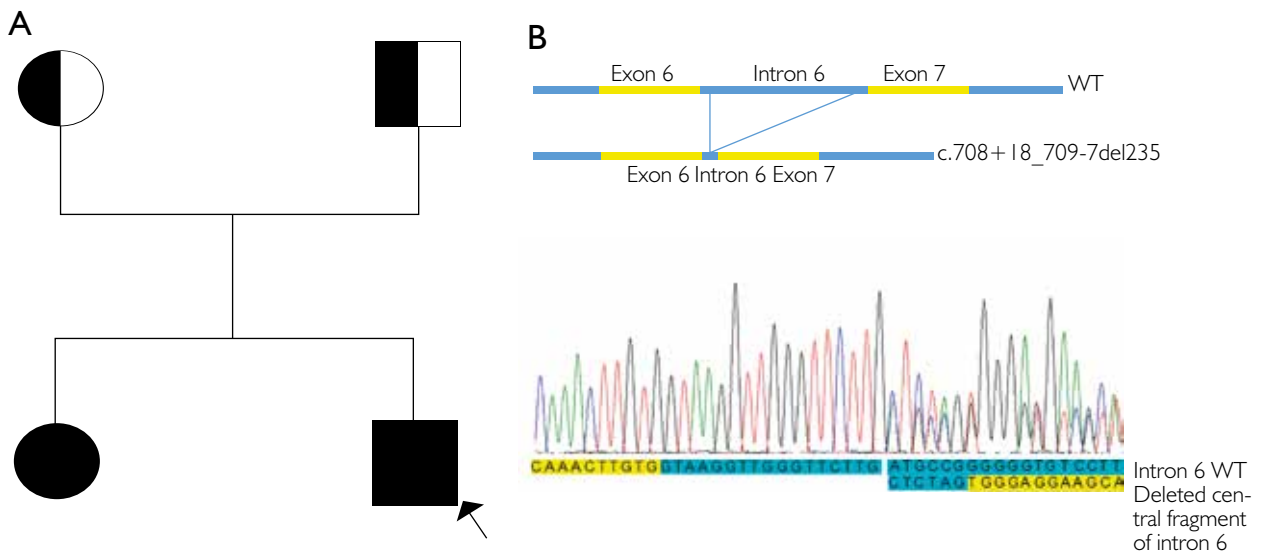 A
B
Exon 6 Intron 6 Exon 7
WT
c.708+18_709-7del235
Exon 6 Intron 6 Exon 7
CAAACTTGTGGTAAGGTTGGGTTCTTG ATGCCGGGGGGTGTCCTT
CTCTAGTGGGAGGAAGCA
Intron 6 WT
Deleted cen-
tral fragment
of intron 6